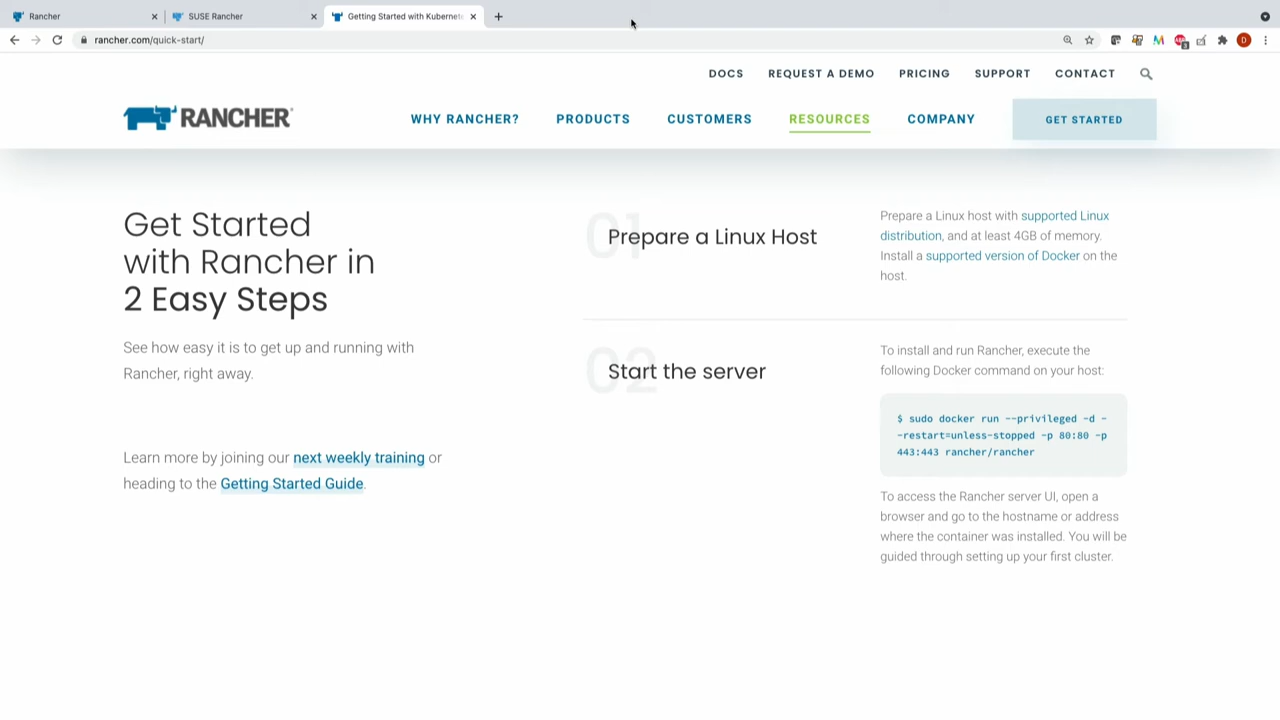 Rancher
SUSE Rancher
Getting Started with Kubernete
rancher.com/quick-start/
D
DOCS
REQUEST A DEMO
PRICING
SUPPORT
CONTACT
RANCHER
WHY RANCHER?
PRODUCTS
CUSTOMERS
RESOURCES
COMPANY
GET STARTED
Get Started
with Rancher in
2 Easy Steps
See how easy it is to get up and running with
Rancher, right away.
Learn more by joining our next weekly training or
heading to the Getting Started Guide.
01
Prepare a Linux Host
Prepare a Linux host with supported Linux
distribution, and at least 4GB of memory.
Install a supported version of Docker on the
host.
02
Start the server
To install and run Rancher, execute the
following Docker command on your host:
$ sudo docker run --privileged -d -
-restart=unless-stopped -p 80:80 -p
443:443 rancher/rancher
To access the Rancher server UI, open a
browser and go to the hostname or address
where the container was installed. You will be
guided through setting up your first cluster.